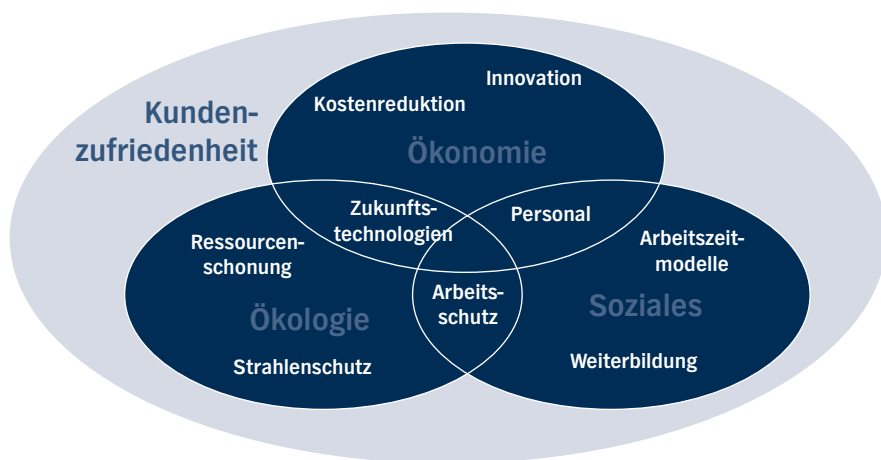 Innovation
Kostenreduktion
Kunden-
zufriedenheit
Ökonomie
Zukunfts-
technologien
Personal
Ressourcen-
schonung
Arbeitszeit-
modelle
Arbeits-
schutz
Ökologie
Soziales
Strahlenschutz
Weiterbildung